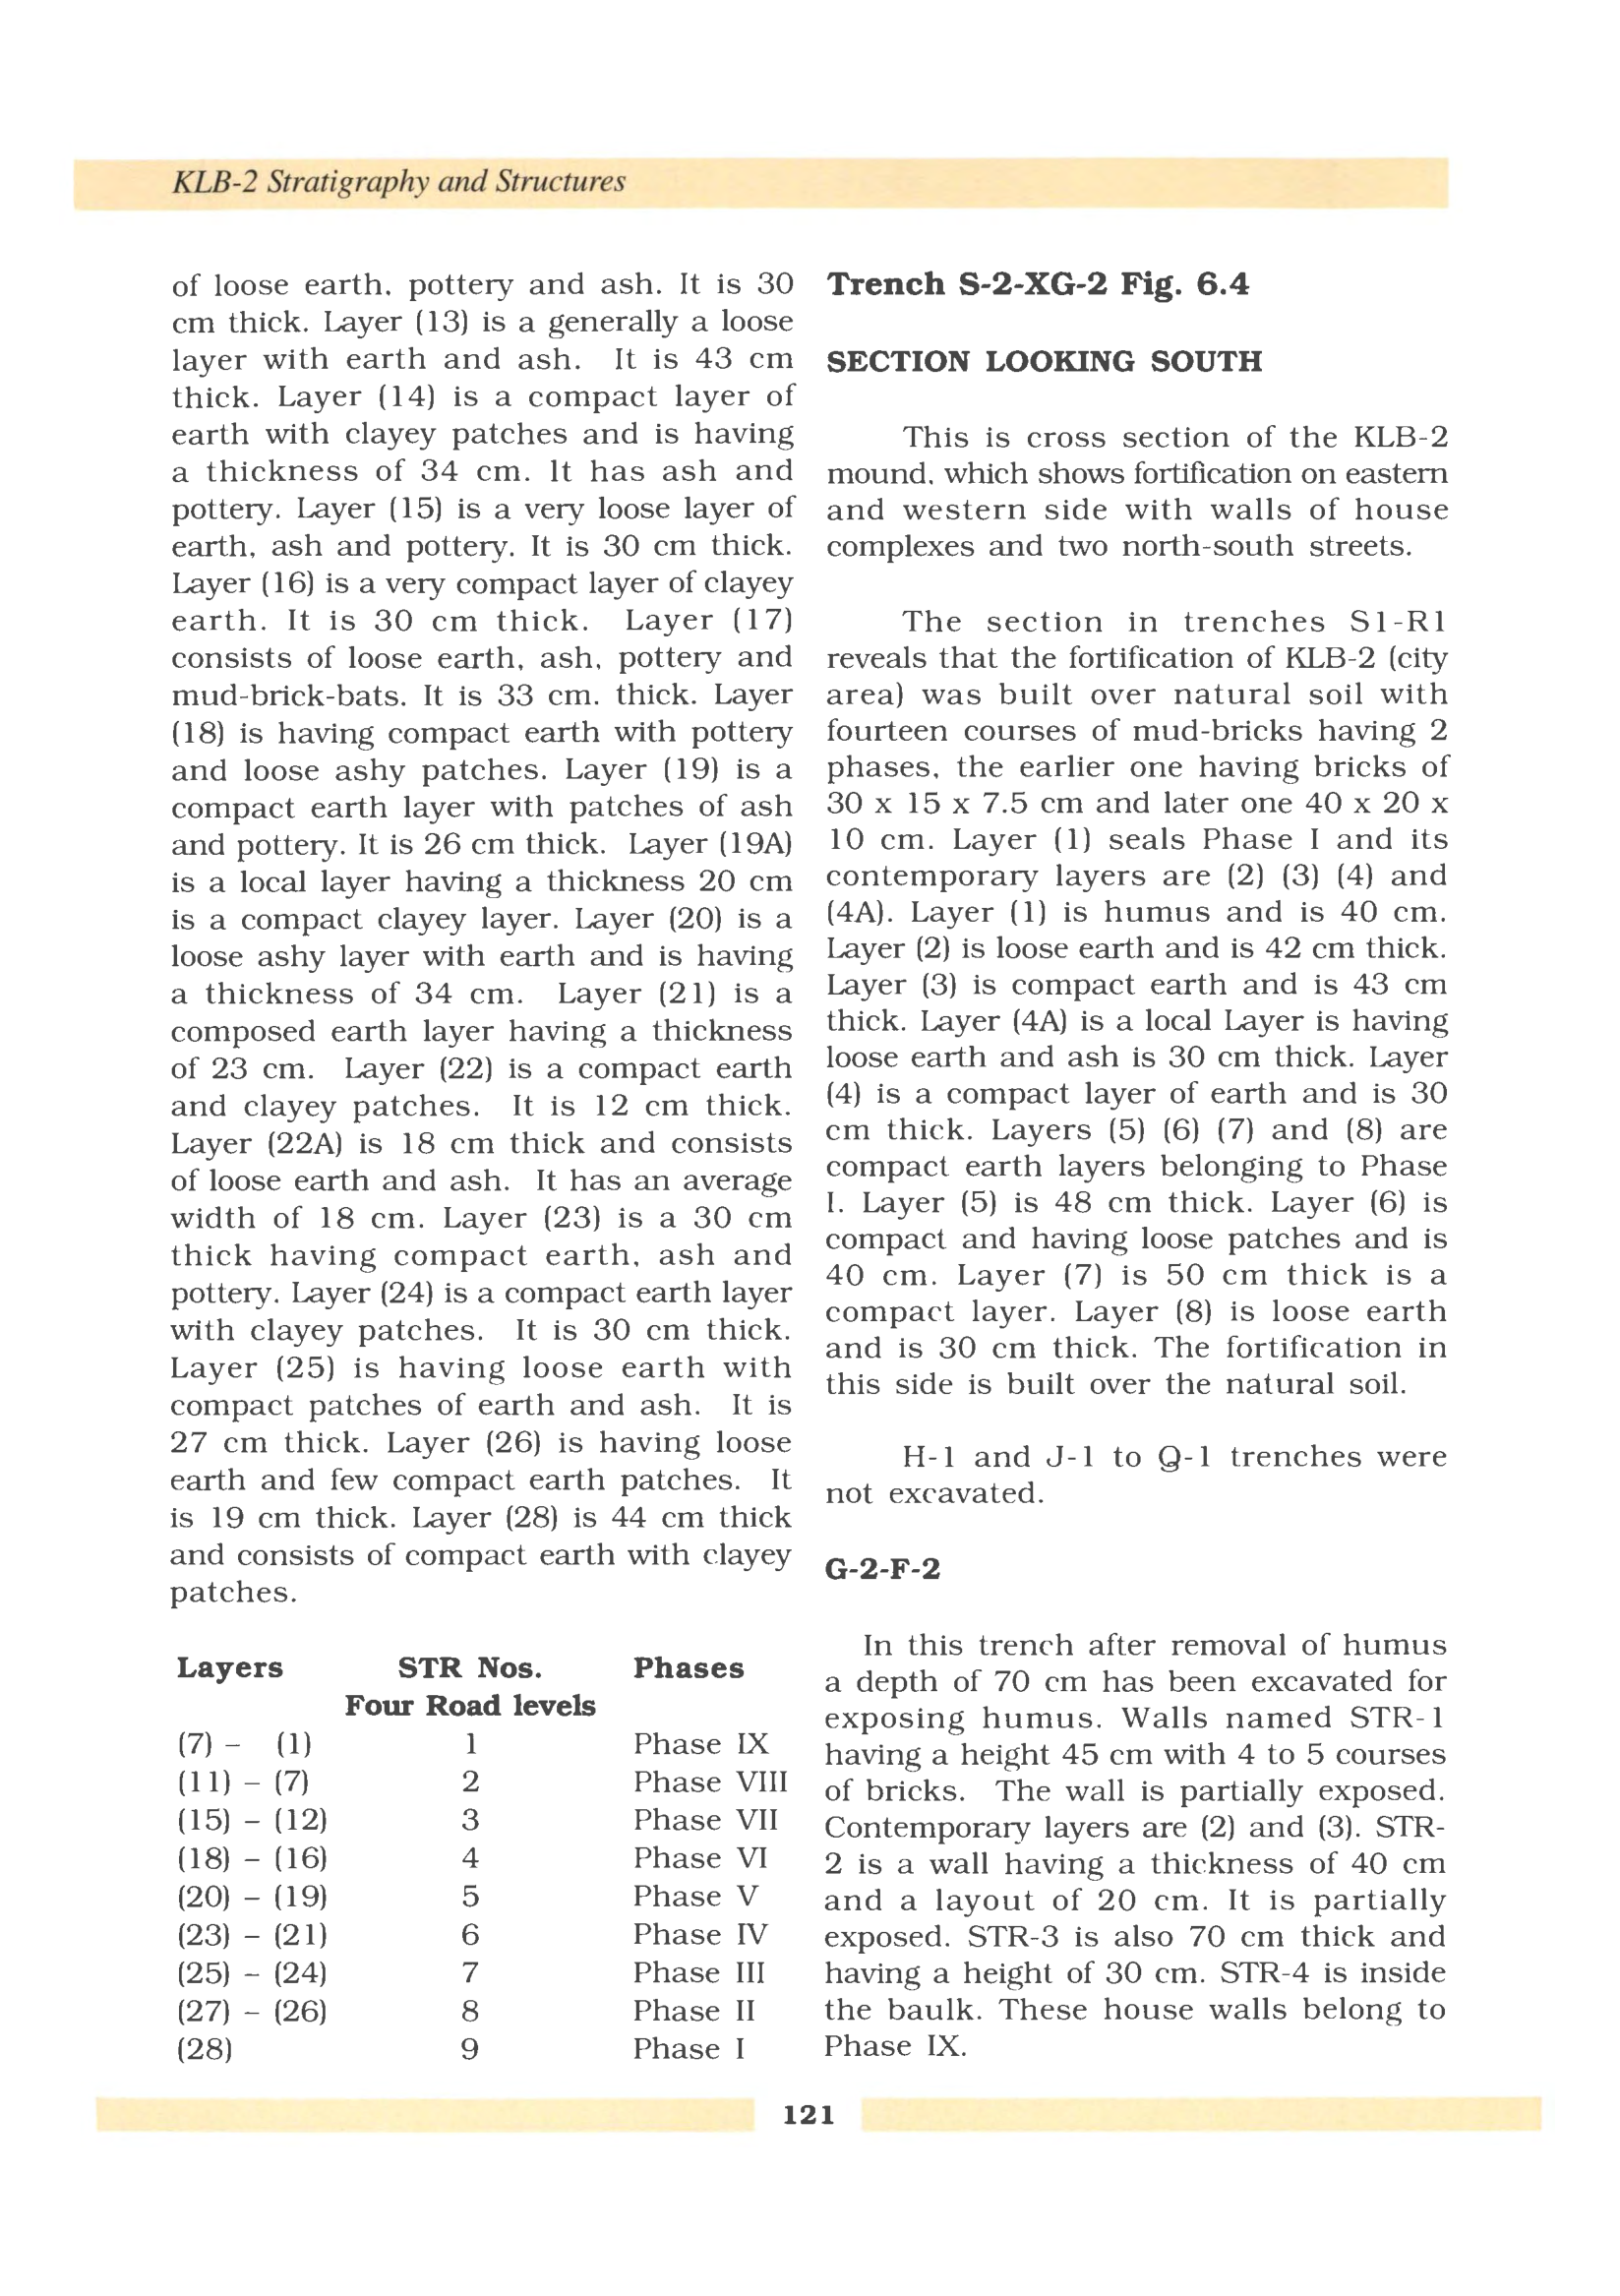 KLB-2 Stratigraphy and Structures
of loose earth, pottery and ash. It is 30
cm thick. Layer (13) is a generally a loose
layer with earth and ash. It is 43 cm
thick. Layer (14) is a compact layer of
earth with clayey patches and is having
a thickness of 34 cm. It has ash and
pottery. Layer (15) is a very loose layer of
earth, ash and pottery. It is 30 cm thick.
Layer (16) is a very compact layer of clayey
earth. It is 30 cm thick. Layer (17)
consists of loose earth, ash, pottery and
mud-brick-bats. It is 33 cm. thick. Layer
(18) is having compact earth with pottery
and loose ashy patches. Layer (19) is a
compact earth layer with patches of ash
and pottery. It is 26 cm thick. Layer (19A)
is a local layer having a thickness 20 cm
is a compact clayey layer. Layer (20) is a
loose ashy layer with earth and is having
a thickness of 34 cm. Layer (21) is a
composed earth layer having a thickness
of 23 cm. Layer (22) is a compact earth
and clayey patches. It is 12 cm thick.
Layer (22A) is 18 cm thick and consists
of loose earth and ash. It has an average
width of 18 cm. Layer (23) is a 30 cm
thick having compact earth, ash and
pottery. Layer (24) is a compact earth layer
with clayey patches. It is 30 cm thick.
Layer (25) is having loose earth with
compact patches of earth and ash. It is
27 cm thick. Layer (26) is having loose
earth and few compact earth patches. It
is 19 cm thick. Layer (28) is 44 cm thick
and consists of compact earth with clayey
patches.
Layers STR Nos. Phases
Four Road levels
(7) – (1) 1 Phase IX
(11) – (7) 2 Phase VIII
(15) – (12) 3 Phase VII
(18) – (16) 4 Phase VI
(20) – (19) 5 Phase V
(23) – (21) 6 Phase IV
(25) – (24) 7 Phase III
(27) – (26) 8 Phase II
(28) 9 Phase I
Trench S-2-XG-2 Fig. 6.4
SECTION LOOKING SOUTH
This is cross section of the KLB-2
mound, which shows fortification on eastern
and western side with walls of house
complexes and two north-south streets.
The section in trenches S1-R1
reveals that the fortification of KLB-2 (city
area) was built over natural soil with
fourteen courses of mud-bricks having 2
phases, the earlier one having bricks of
30 x 15 x 7.5 cm and later one 40 x 20 x
10 cm. Layer (1) seals Phase I and its
contemporary layers are (2) (3) (4) and
(4A). Layer (1) is humus and is 40 cm.
Layer (2) is loose earth and is 42 cm thick.
Layer (3) is compact earth and is 43 cm
thick. Layer (4A) is a local Layer is having
loose earth and ash is 30 cm thick. Layer
(4) is a compact layer of earth and is 30
cm thick. Layers (5) (6) (7) and (8) are
compact earth layers belonging to Phase
I. Layer (5) is 48 cm thick. Layer (6) is
compact and having loose patches and is
40 cm. Layer (7) is 50 cm thick is a
compact layer. Layer (8) is loose earth
and is 30 cm thick. The fortification in
this side is built over the natural soil.
H-1 and J-1 to Q-1 trenches were
not excavated.
G-2-F-2
In this trench after removal of humus
a depth of 70 cm has been excavated for
exposing humus. Walls named STR-1
having a height 45 cm with 4 to 5 courses
of bricks. The wall is partially exposed.
Contemporary layers are (2) and (3). STR-
2 is a wall having a thickness of 40 cm
and a layout of 20 cm. It is partially
exposed. STR-3 is also 70 cm thick and
having a height of 30 cm. STR-4 is inside
the baulk. These house walls belong to
Phase IX.
121